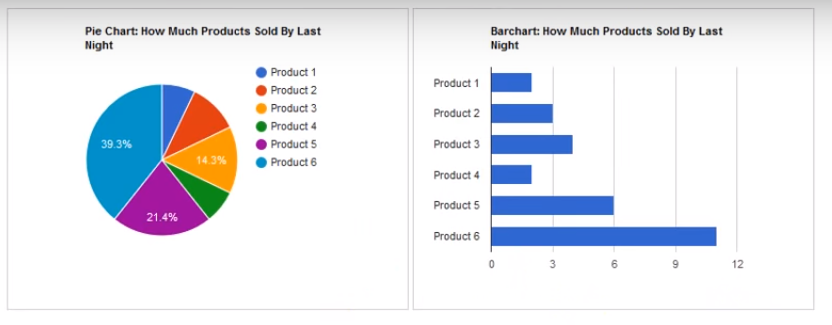 Pie Chart: How Much Products Sold By Last
Night
Product 1
Product 2
Product 3
Product 4
Product 5
Product 6
39.3%
14.3%
21.4%
Barchart: How Much Products Sold By Last
Night
Product 1
Product 2
Product 3
Product 4
Product 5
Product 6
0 3 6 9 12